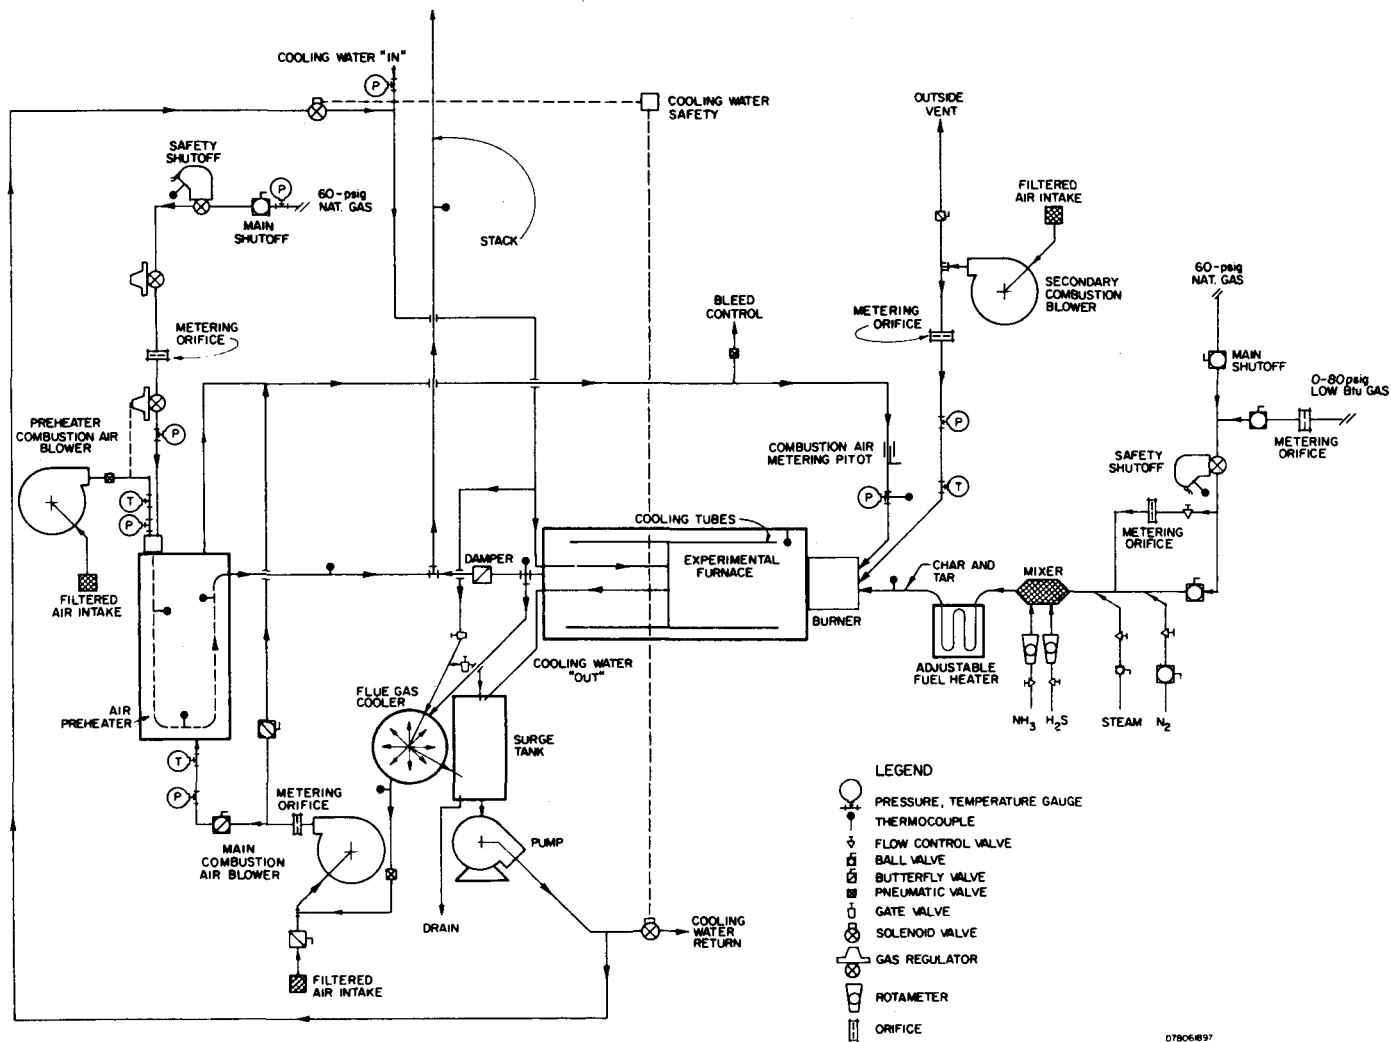 COOLING WATER "IN"
P
COOLING WATER
SAFETY
OUTSIDE
VENT
SAFETY
SHUTOFF
P
60-psig
NAT. GAS
MAIN
SHUTOFF
STACK
FILTERED
AIR INTAKE
SECONDARY
COMBUSTION
BLOWER
60-psig
NAT. GAS
METERING
ORIFICE
BLEED
CONTROL
METERING
ORIFICE
MAIN
SHUTOFF
0-80psig
LOW Btu GAS
METERING
ORIFICE
PREHEATER
COMBUSTION AIR
BLOWER
P
T
P
COMBUSTION AIR
METERING PITOT
P
P
T
SAFETY
SHUTOFF
METERING
ORIFICE
FILTERED
AIR INTAKE
DAMPER
COOLING TUBES
EXPERIMENTAL
FURNACE
BURNER
CHAR AND
TAR
MIXER
ADJUSTABLE
FUEL HEATER
NH3
H2S
STEAM
N2
COOLING WATER
"OUT"
FLUE GAS
COOLER
SURGE
TANK
AIR
PREHEATER
T
P
METERING
ORIFICE
MAIN
COMBUSTION
AIR BLOWER
PUMP
DRAIN
COOLING
WATER
RETURN
FILTERED
AIR INTAKE
LEGEND
PRESSURE, TEMPERATURE GAUGE
THERMOCOUPLE
FLOW CONTROL VALVE
BALL VALVE
BUTTERFLY VALVE
PNEUMATIC VALVE
GATE VALVE
SOLENOID VALVE
GAS REGULATOR
ROTAMETER
ORIFICE
D78061897